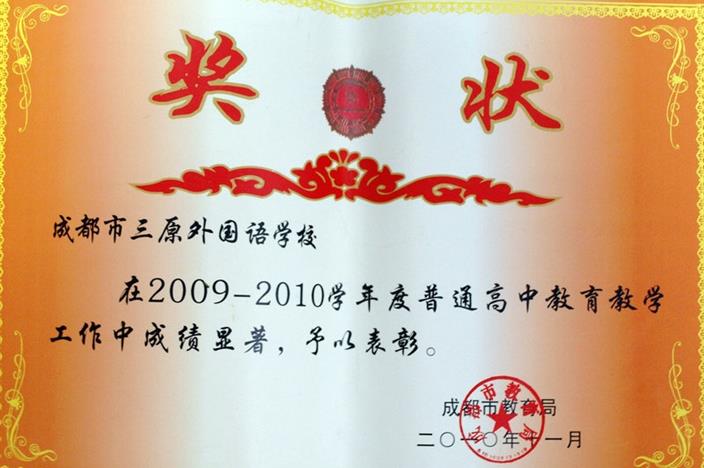 奖状
成都市三原外国语学校
在2009-2010学年度普通高中教育教学
工作中成绩显著，予以表彰。
成都市教育局
二〇一〇年十一月